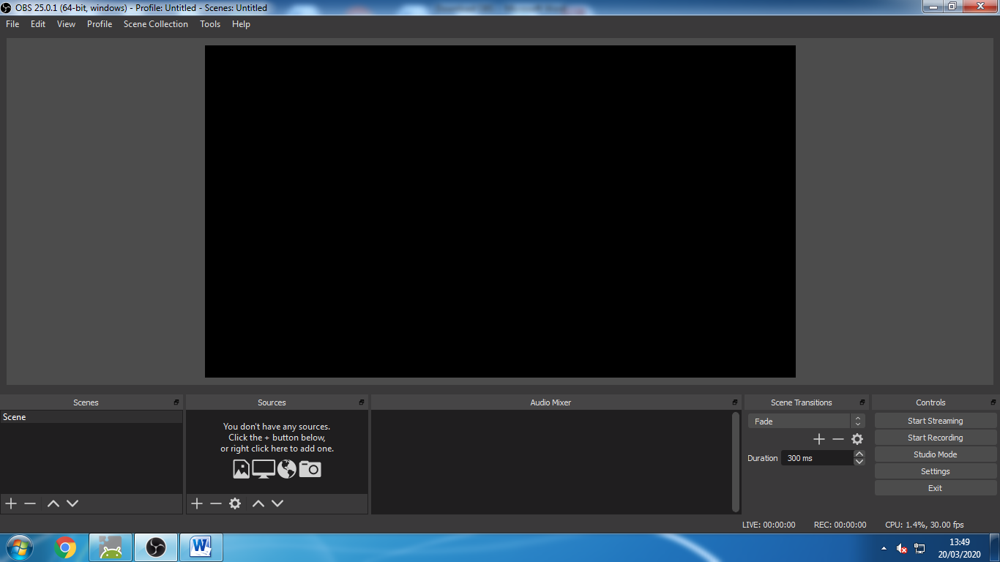 OBS 25.0.1 (64-bit, windows) - Profile: Untitled - Scenes: Untitled
File Edit View Profile Scene Collection Tools Help
Scenes
Scene
Sources
You don't have any sources.
Click the + button below,
or right click here to add one.
Audio Mixer
Scene Transitions
Fade
Duration 300 ms
Controls
Start Streaming
Start Recording
Studio Mode
Settings
Exit
LIVE: 00:00:00 REC: 00:00:00 CPU: 1.4%, 30.00 fps
W
13:49
20/03/2020